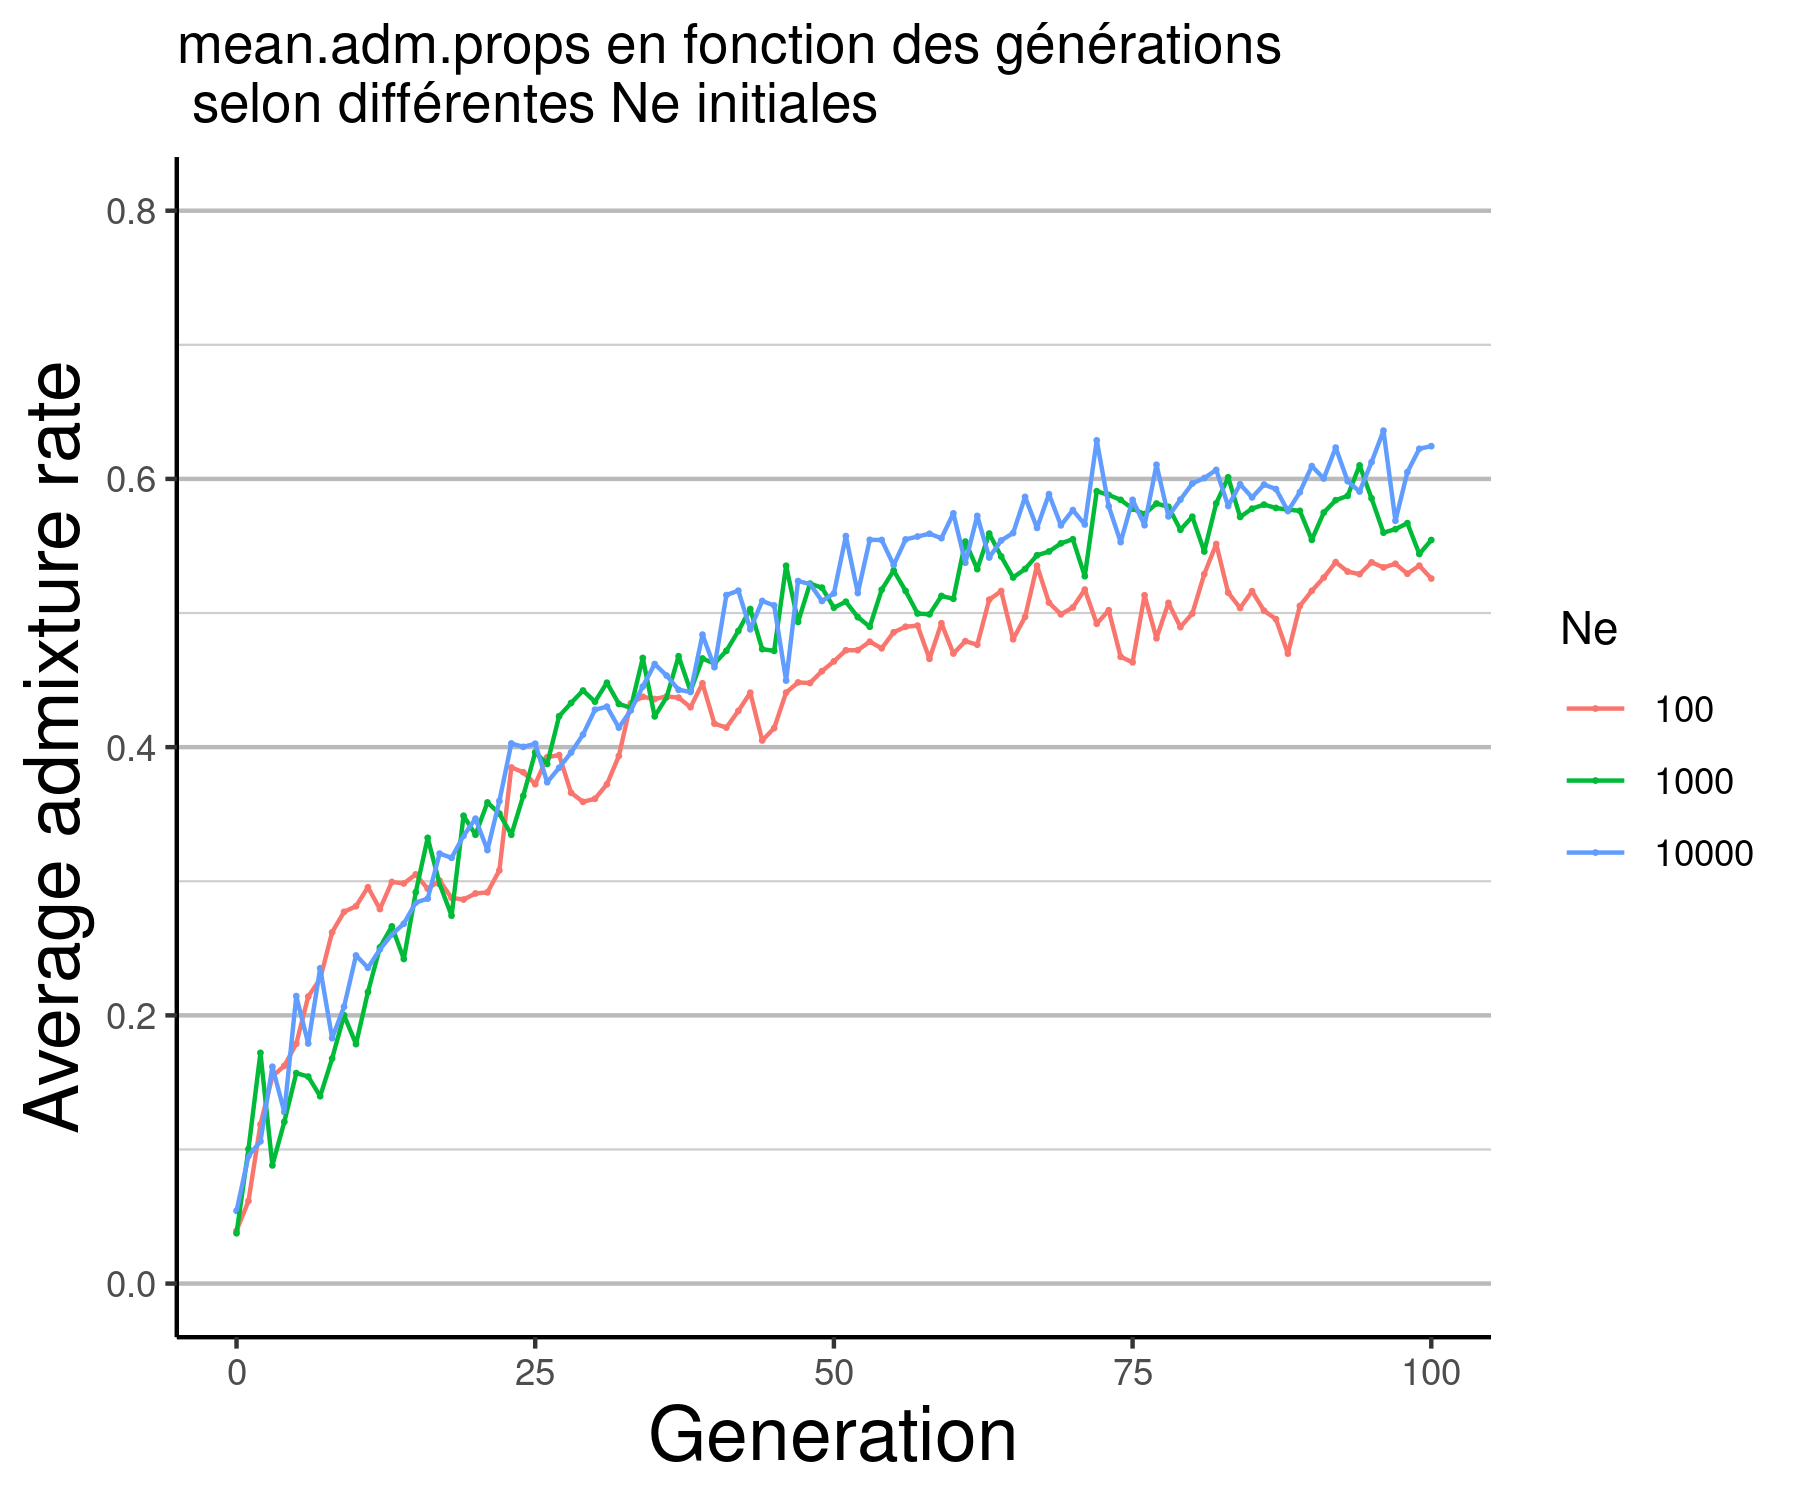 mean.adm.props en fonction des générations
selon différentes Ne initiales
Average admixture rate
0.8
0.6
0.4
0.2
0.0
0 25 50 75 100
Generation
Ne
100
1000
10000